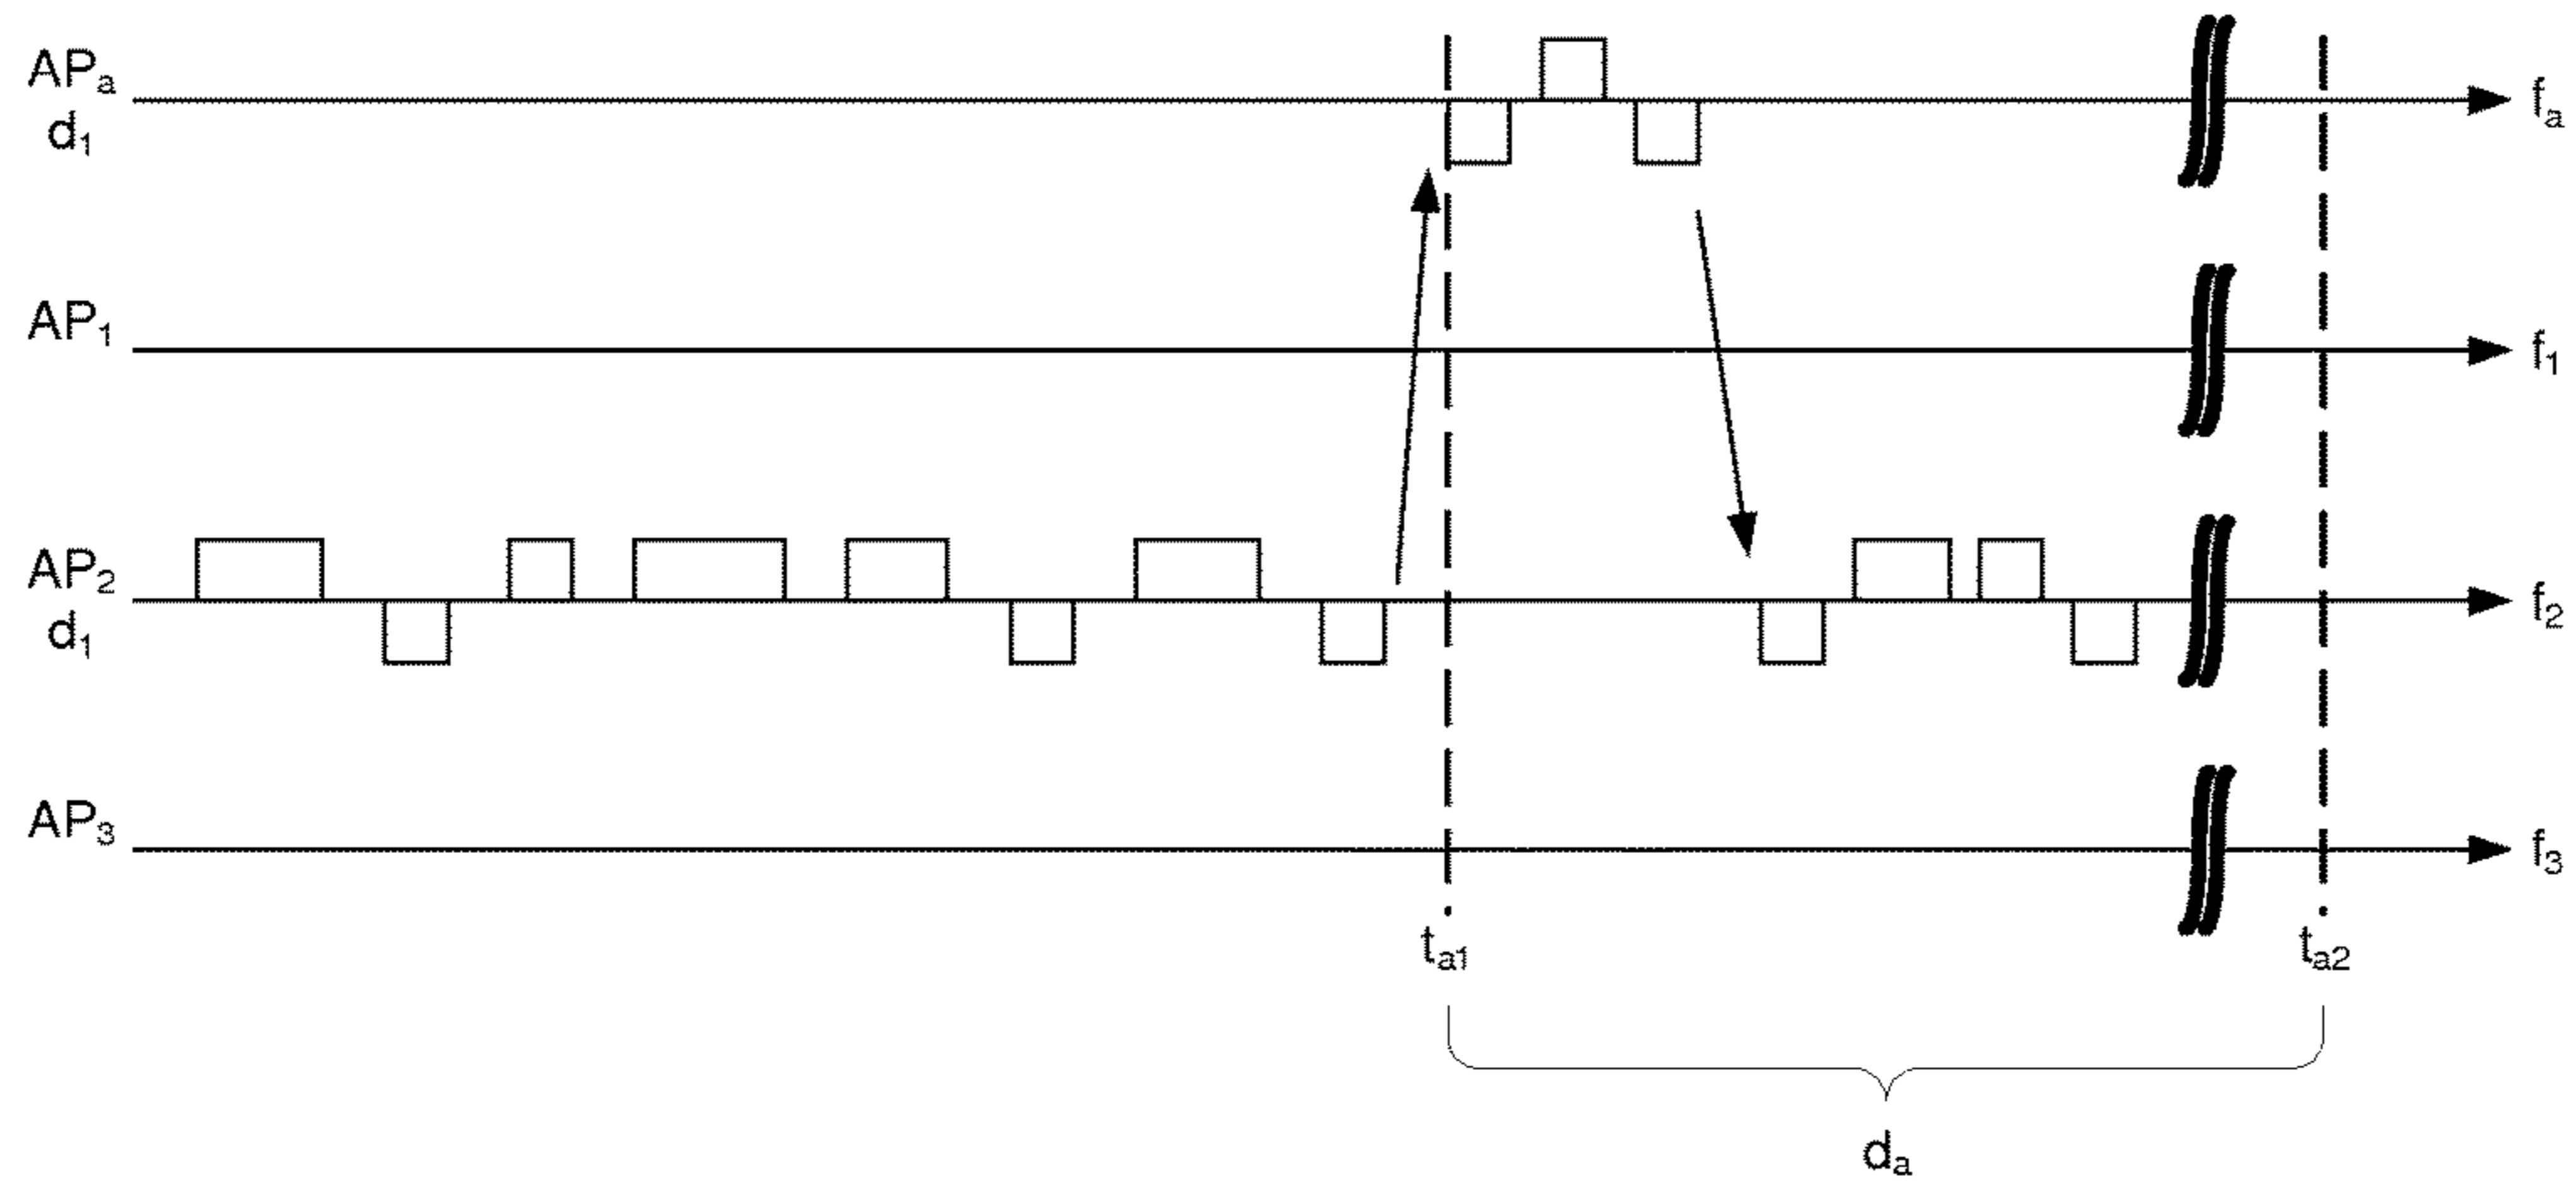 APₐ
d₁
fₐ
AP₁
f₁
AP₂
d₁
f₂
AP₃
f₃
tₐ₁
tₐ₂
dₐ